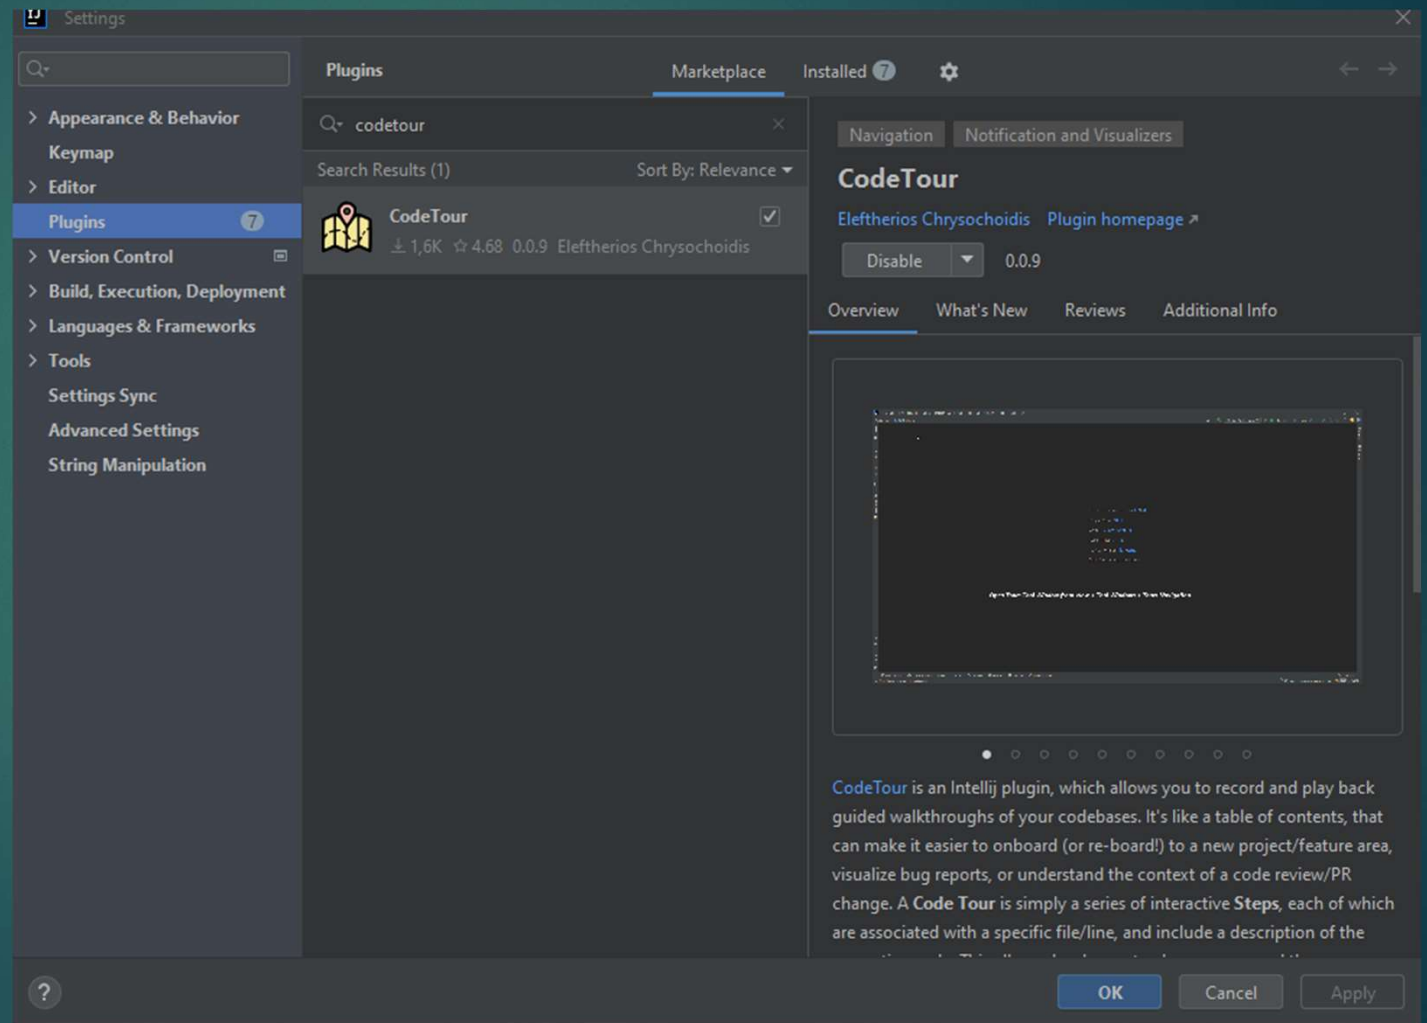 IJ Settings
Plugins Marketplace Installed 7
Appearance & Behavior
Keymap
Editor
Plugins 7
Version Control
Build, Execution, Deployment
Languages & Frameworks
Tools
Settings Sync
Advanced Settings
String Manipulation
codetour
Search Results (1) Sort By: Relevance
CodeTour
1,6K 4.68 0.0.9 Eleftherios Chrysochoidis
Navigation Notification and Visualizers
CodeTour
Eleftherios Chrysochoidis Plugin homepage
Disable 0.0.9
Overview What's New Reviews Additional Info
CodeTour is an Intellij plugin, which allows you to record and play back
guided walkthroughs of your codebases. It's like a table of contents, that
can make it easier to onboard (or re-board!) to a new project/feature area,
visualize bug reports, or understand the context of a code review/PR
change. A Code Tour is simply a series of interactive Steps, each of which
are associated with a specific file/line, and include a description of the
? OK Cancel Apply